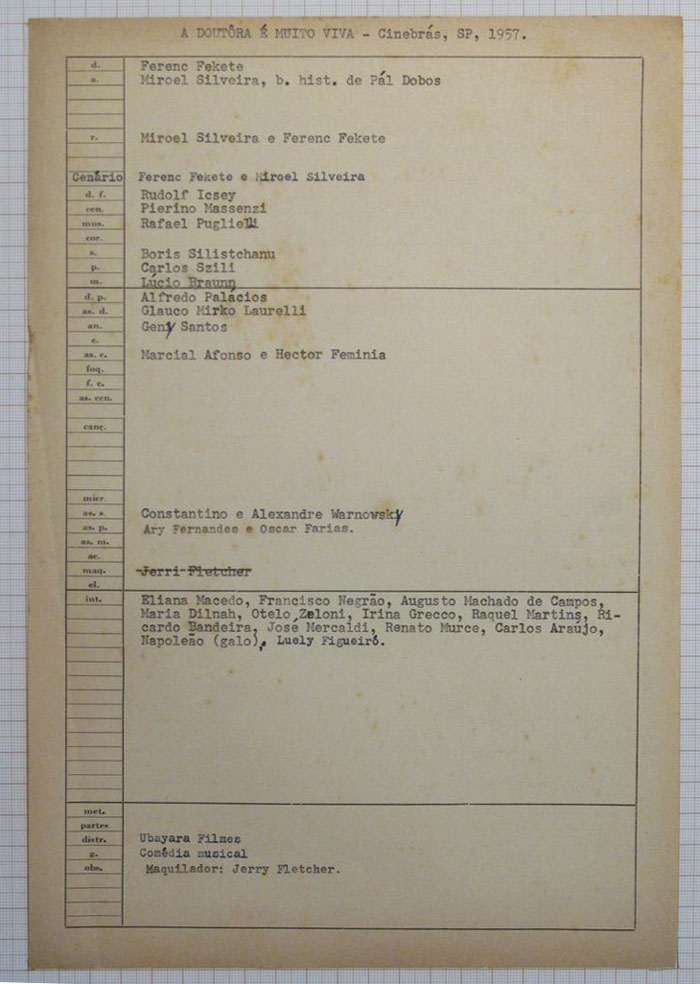 A DOUTÔRA É MUITO VIVA - Cinebrás, SP, 1957.
d. Ferenc Fekete
a. Miroel Silveira, b. hist. de Pál Dobos
r. Miroel Silveira e Ferenc Fekete
Cenário Ferenc Fekete e Miroel Silveira
d. f. Rudolf Icsey
cen. Pierino Massenzi
mus. Rafael Puglielli
cor.
s. Boris Silistchanu
p. Carlos Szili
m. Lúcio Braunn
d. p. Alfredo Palácios
as. d. Glauco Mirko Laurelli
an. Geny Santos
c.
as. c. Marcial Afonso e Hector Feminia
foq.
f. c.
as. cen.
canç.
micr.
as. s. Constantino e Alexandre Warnowsky
as. p. Ary Fernandes e Oscar Farias.
as. m.
ac.
maq. Jerri Fletcher
el.
int. Eliana Macedo, Francisco Negrão, Augusto Machado de Campos,
Maria Dilnah, Otelo Zeloni, Irina Grecco, Raquel Martins, Ri-
cardo Bandeira, José Mercaldi, Renato Murce, Carlos Araújo,
Napoleão (galo), Luely Figueiró.
met.
partes
distr. Ubayara Filmes
g. Comédia musical
obs. Maquilador: Jerry Fletcher.